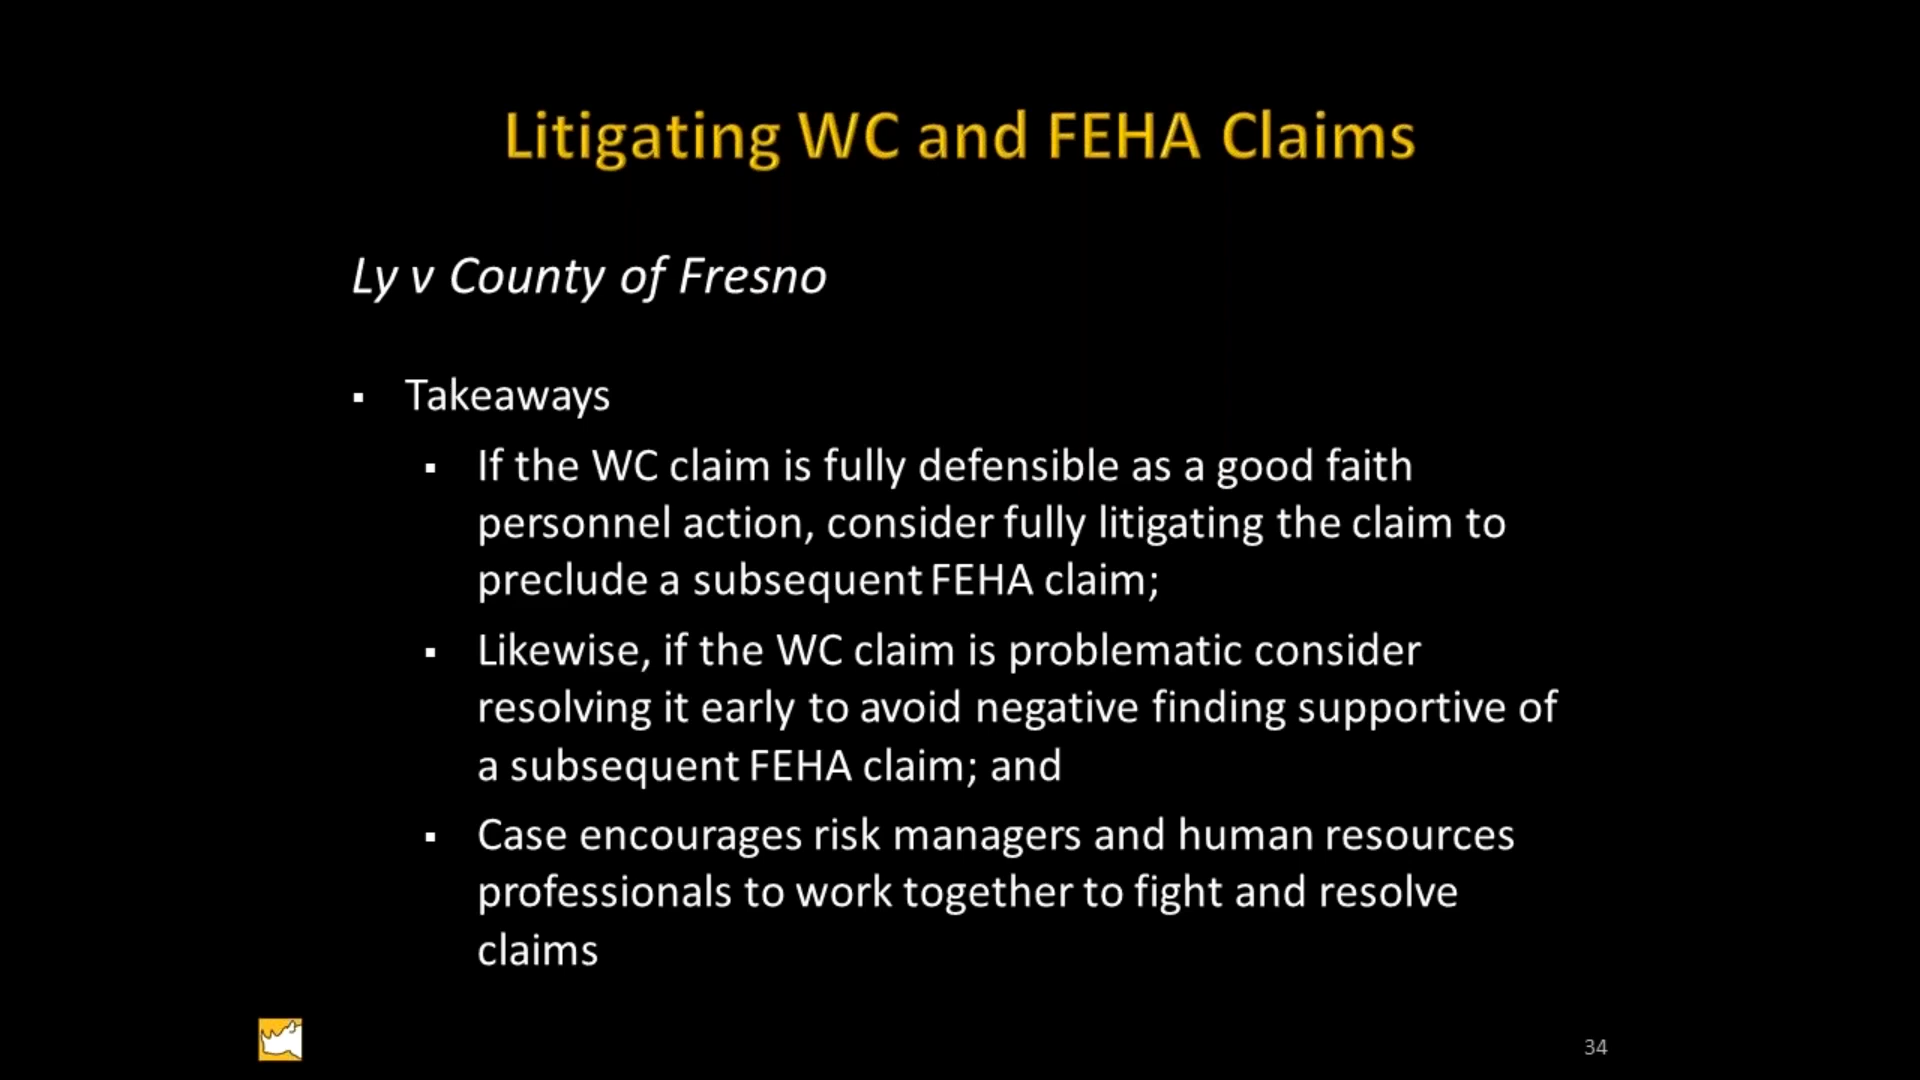 Litigating WC and FEHA Claims
Ly v County of Fresno
▪ Takeaways
▪ If the WC claim is fully defensible as a good faith
personnel action, consider fully litigating the claim to
preclude a subsequent FEHA claim;
▪ Likewise, if the WC claim is problematic consider
resolving it early to avoid negative finding supportive of
a subsequent FEHA claim; and
▪ Case encourages risk managers and human resources
professionals to work together to fight and resolve
claims
34